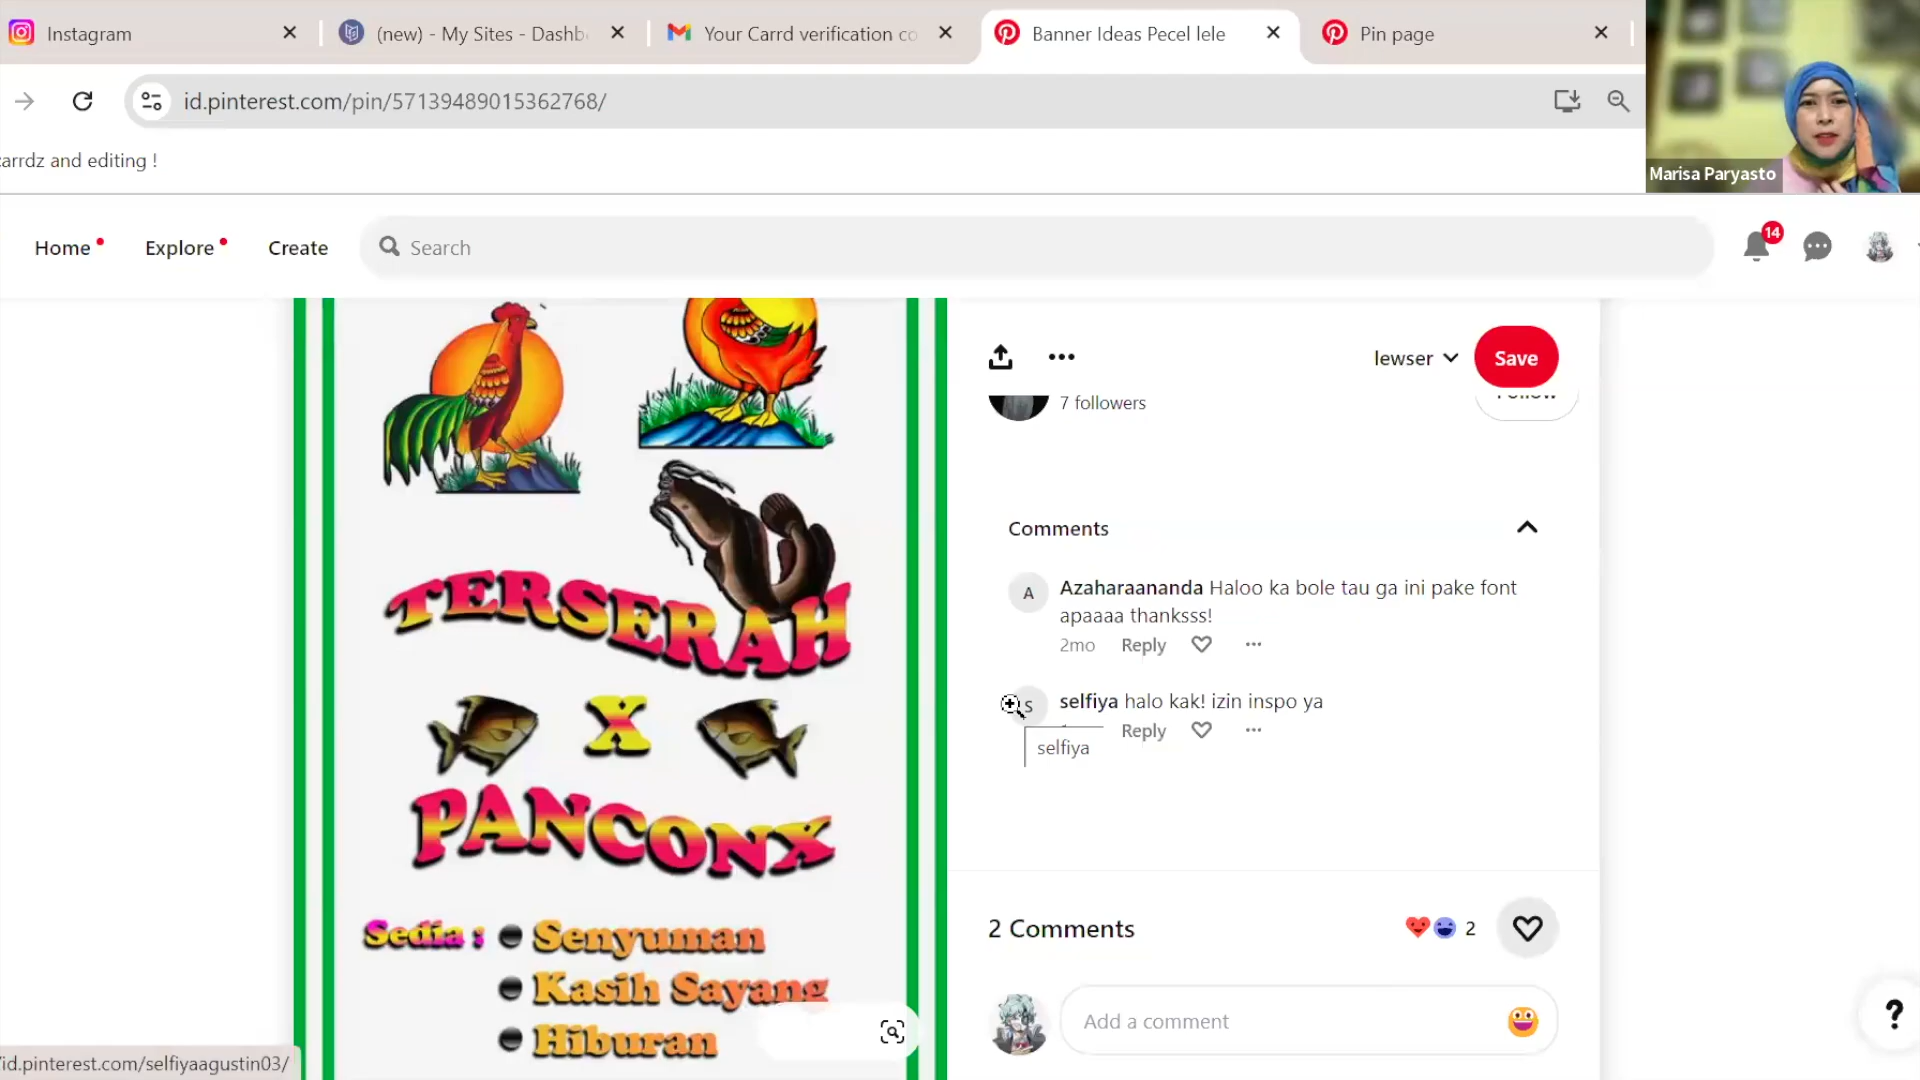 Instagram
(new) - My Sites - Dashb
Your Carrd verification co
Banner Ideas Pecel lele
Pin page
id.pinterest.com/pin/57139489015362768/
carrdz and editing !
Marisa Paryasto
Home
Explore
Create
Search
14
lewser
Save
7 followers
Follow
Comments
A
Azaharaananda Haloo ka bole tau ga ini pake font
apaaaa thanksss!
2mo
Reply
S
selfiya halo kak! izin inspo ya
Reply
selfiya
2 Comments
2
Add a comment
?
TERSERAH
X
PANCONX
Sedia :
Senyuman
Kasih Sayang
Hiburan
/id.pinterest.com/selfiyaagustin03/